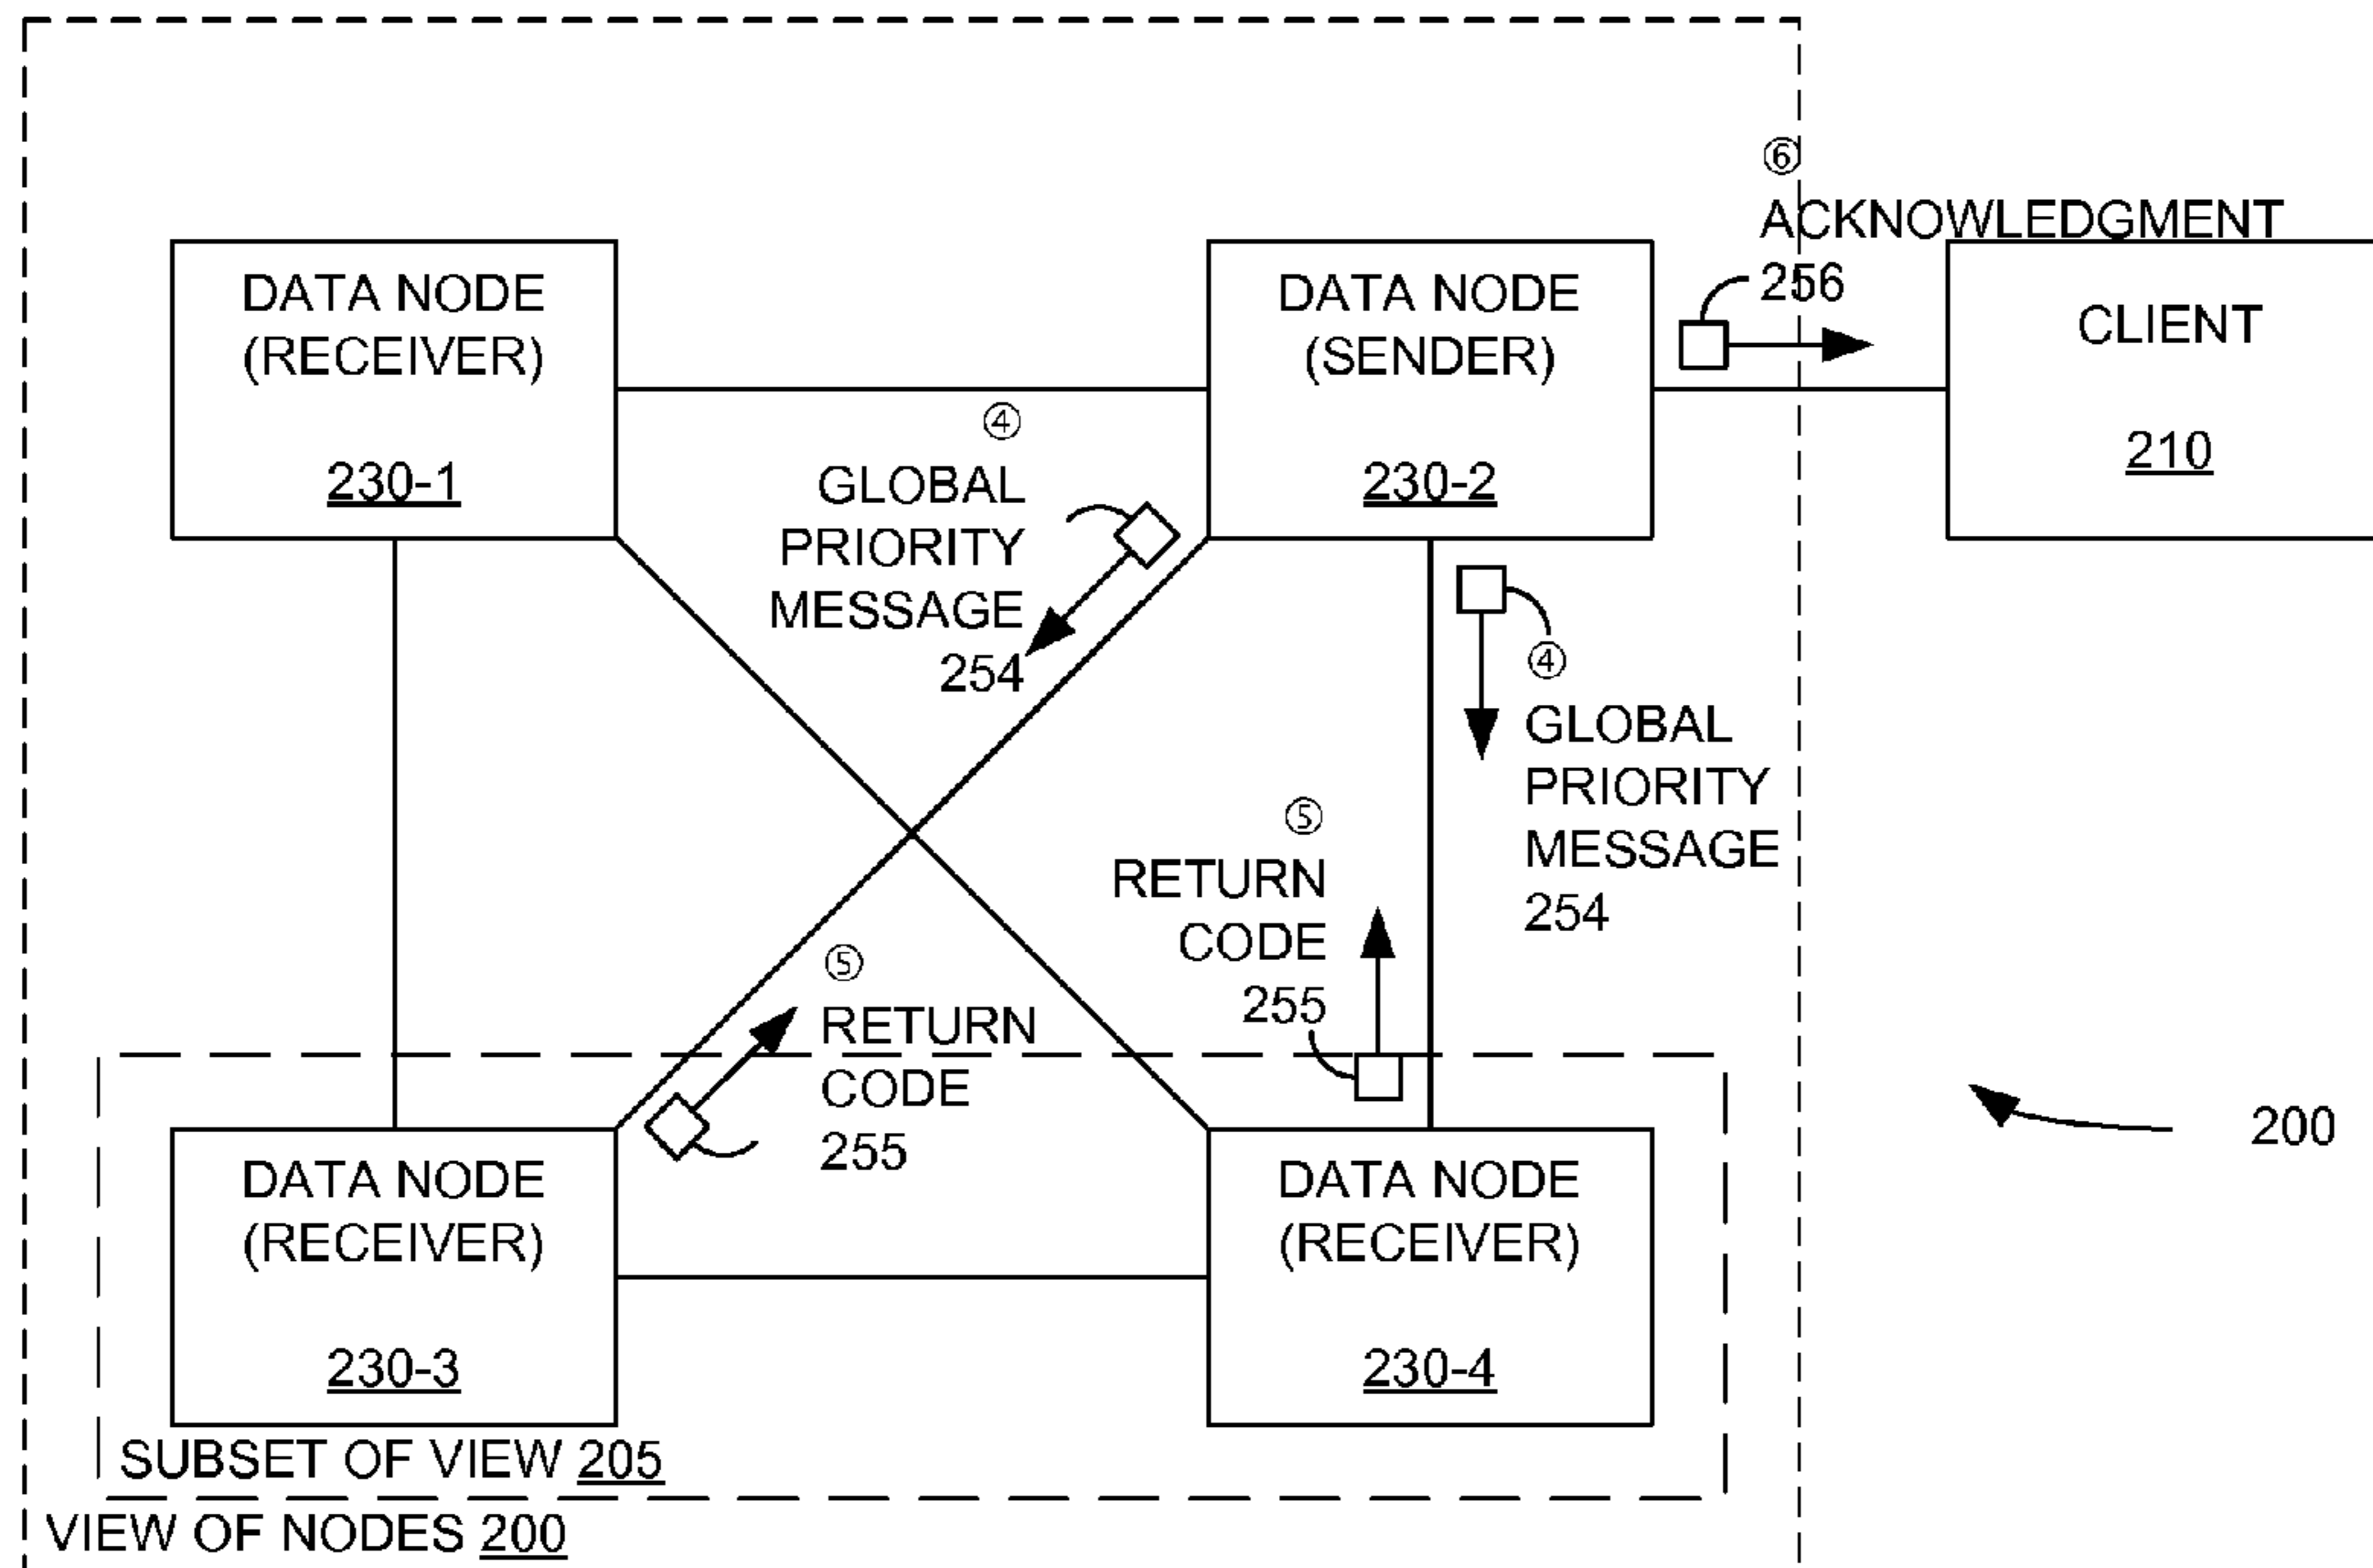 ⑥
ACKNOWLEDGMENT
256
DATA NODE
(RECEIVER)
230-1
DATA NODE
(SENDER)
230-2
CLIENT
210
④
GLOBAL
PRIORITY
MESSAGE
254
④
GLOBAL
PRIORITY
MESSAGE
254
⑤
RETURN
CODE
255
⑤
RETURN
CODE
255
200
DATA NODE
(RECEIVER)
230-3
DATA NODE
(RECEIVER)
230-4
SUBSET OF VIEW 205
VIEW OF NODES 200